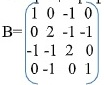 1 0 -1 0
B= 0 2 -1 -1
-1 -1 2 0
0 -1 0 1